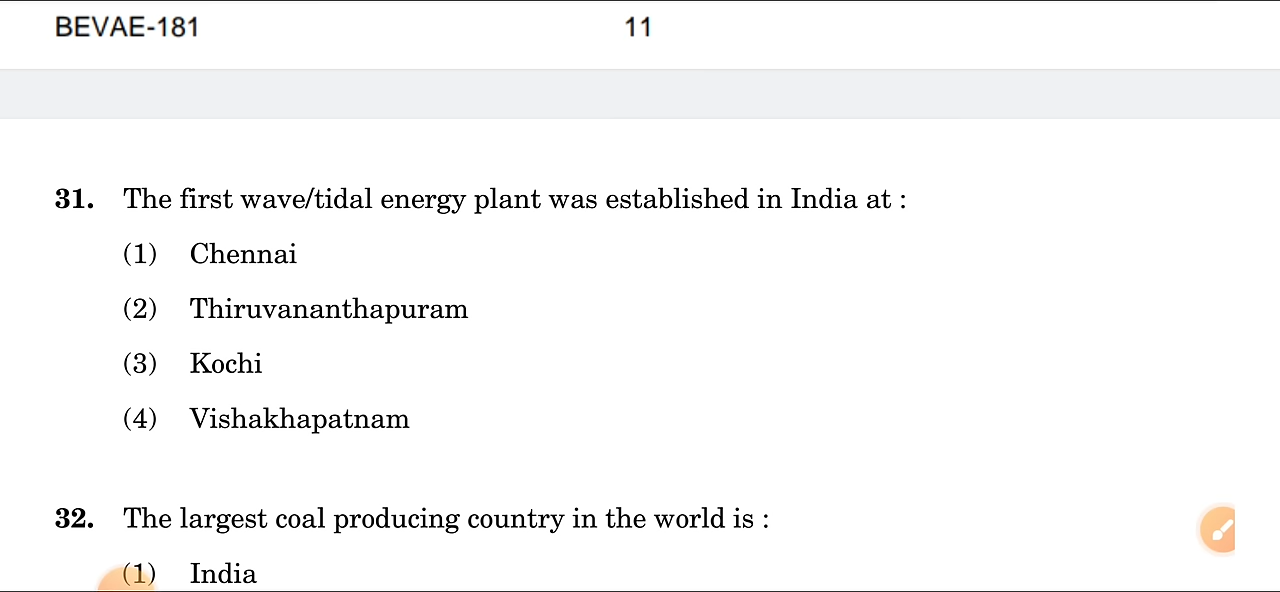 BEVAE-181 11
31. The first wave/tidal energy plant was established in India at :
(1) Chennai
(2) Thiruvananthapuram
(3) Kochi
(4) Vishakhapatnam
32. The largest coal producing country in the world is :
(1) India